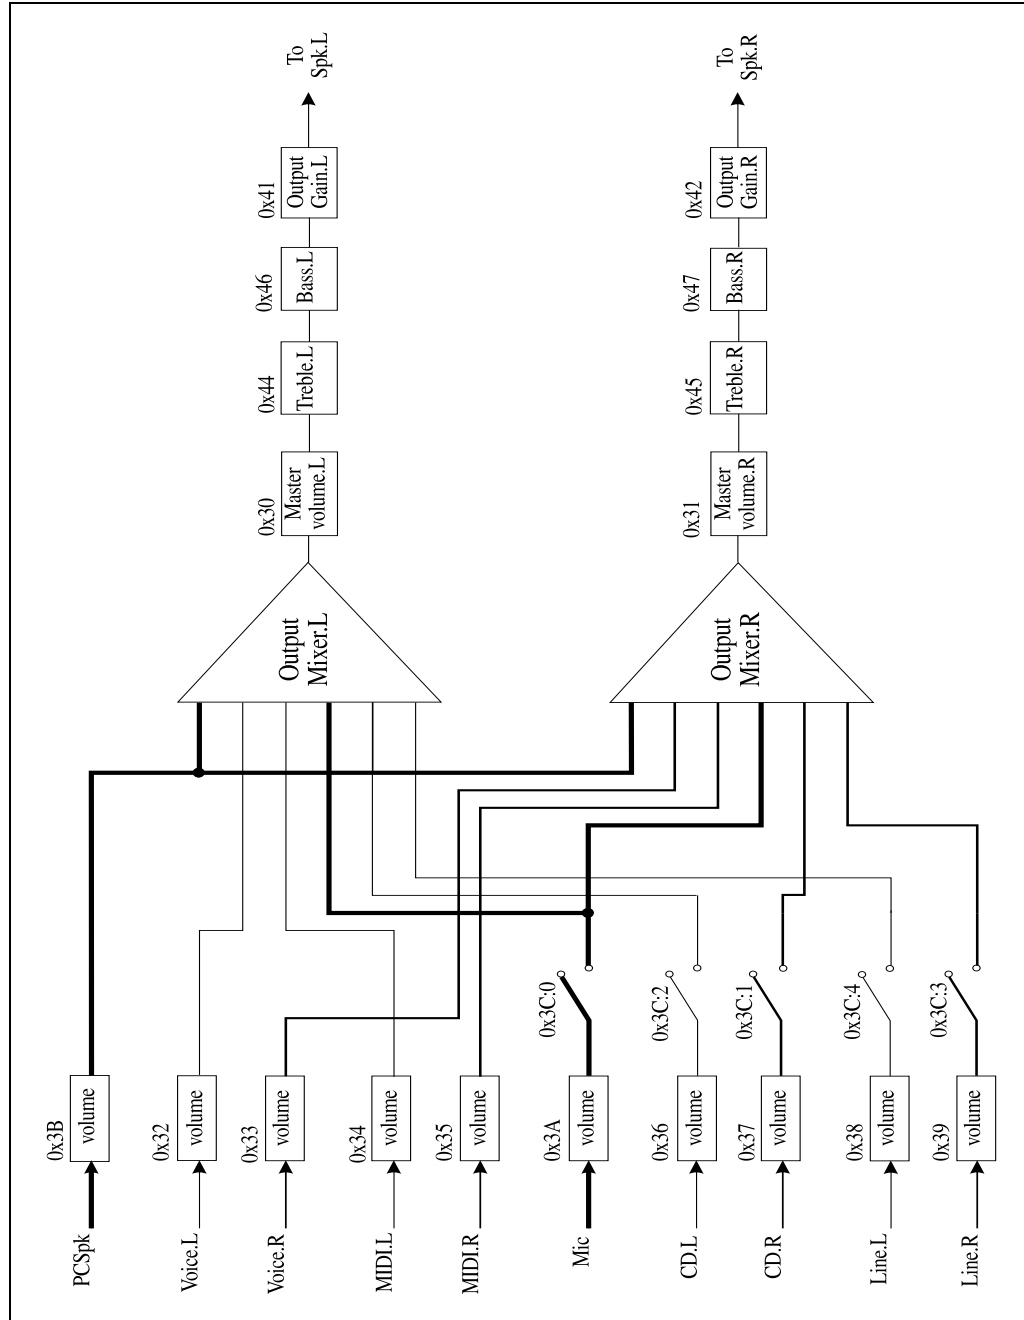 PCSpk
0x3B
volume
Voice.L
0x32
volume
Voice.R
0x33
volume
MIDI.L
0x34
volume
MIDI.R
0x35
volume
Mic
0x3A
volume
0x3C:0
CD.L
0x36
volume
0x3C:2
CD.R
0x37
volume
0x3C:1
Line.L
0x38
volume
0x3C:4
Line.R
0x39
volume
0x3C:3
Output
Mixer.L
0x30
Master
volume.L
0x44
Treble.L
0x46
Bass.L
0x41
Output
Gain.L
To
Spk.L
Output
Mixer.R
0x31
Master
volume.R
0x45
Treble.R
0x47
Bass.R
0x42
Output
Gain.R
To
Spk.R